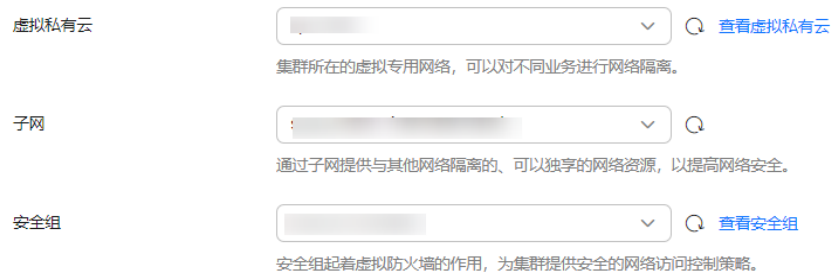 虚拟私有云
查看虚拟私有云
集群所在的虚拟专用网络，可以对不同业务进行网络隔离。
子网
通过子网提供与其他网络隔离的、可以独享的网络资源，以提高网络安全。
安全组
查看安全组
安全组起着虚拟防火墙的作用，为集群提供安全的网络访问控制策略。